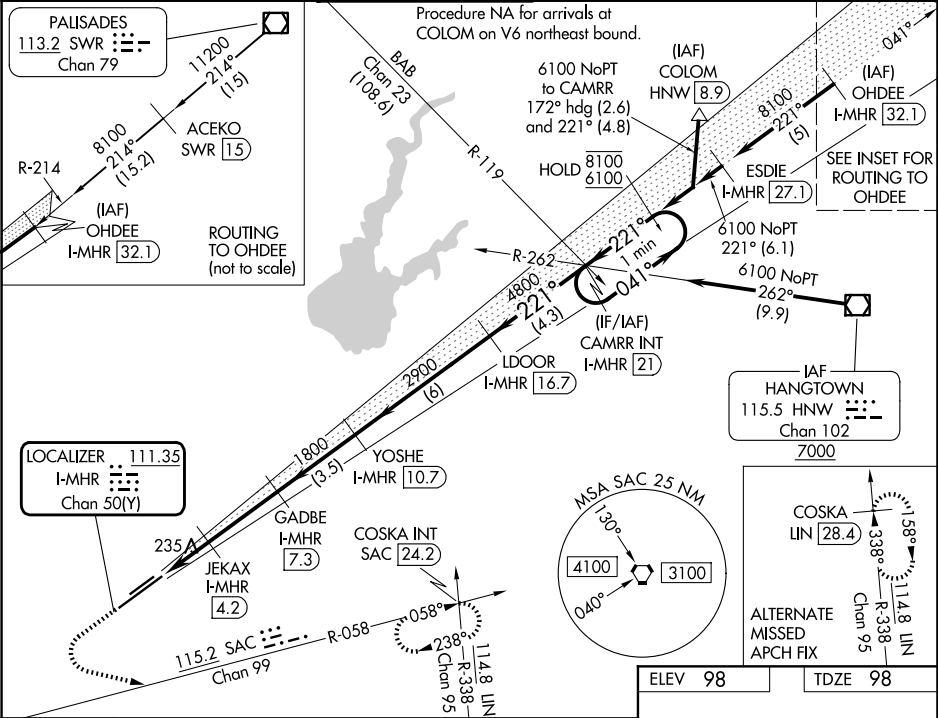 PALISADES
113.2 SWR
Chan 79
11200
214°
(15)
8100
214°
(15.2)
ACEKO
SWR 15
R-214
(IAF)
OHDEE
I-MHR 32.1
ROUTING
TO OHDEE
(not to scale)
Procedure NA for arrivals at
COLOM on V6 northeast bound.
BAB
Chan 23
(108.6)
R-119
6100 NoPT
to CAMRR
172° hdg (2.6)
and 221° (4.8)
(IAF)
COLOM
HNW 8.9
041°
(IAF)
OHDEE
I-MHR 32.1
8100
221°
(5)
SEE INSET FOR
ROUTING TO
OHDEE
HOLD 8100
6100
ESDIE
I-MHR 27.1
6100 NoPT
221° (6.1)
221°
1 min
041°
R-262
6100 NoPT
262°
(9.9)
4800
221°
(4.3)
(IF/IAF)
CAMRR INT
I-MHR 21
LDOOR
I-MHR 16.7
IAF
HANGTOWN
115.5 HNW
Chan 102
7000
2900
(6)
YOSHE
I-MHR 10.7
1800
(3.5)
GADBE
I-MHR
7.3
LOCALIZER 111.35
I-MHR
Chan 50(Y)
235
JEKAX
I-MHR
4.2
COSKA INT
SAC 24.2
115.2 SAC
Chan 99
R-058
058°
238°
R-338
114.8 LIN
Chan 95
MSA SAC 25 NM
130°
4100
3100
040°
COSKA
LIN 28.4
158°
338°
R-338
114.8 LIN
Chan 95
ALTERNATE
MISSED
APCH FIX
ELEV 98
TDZE 98